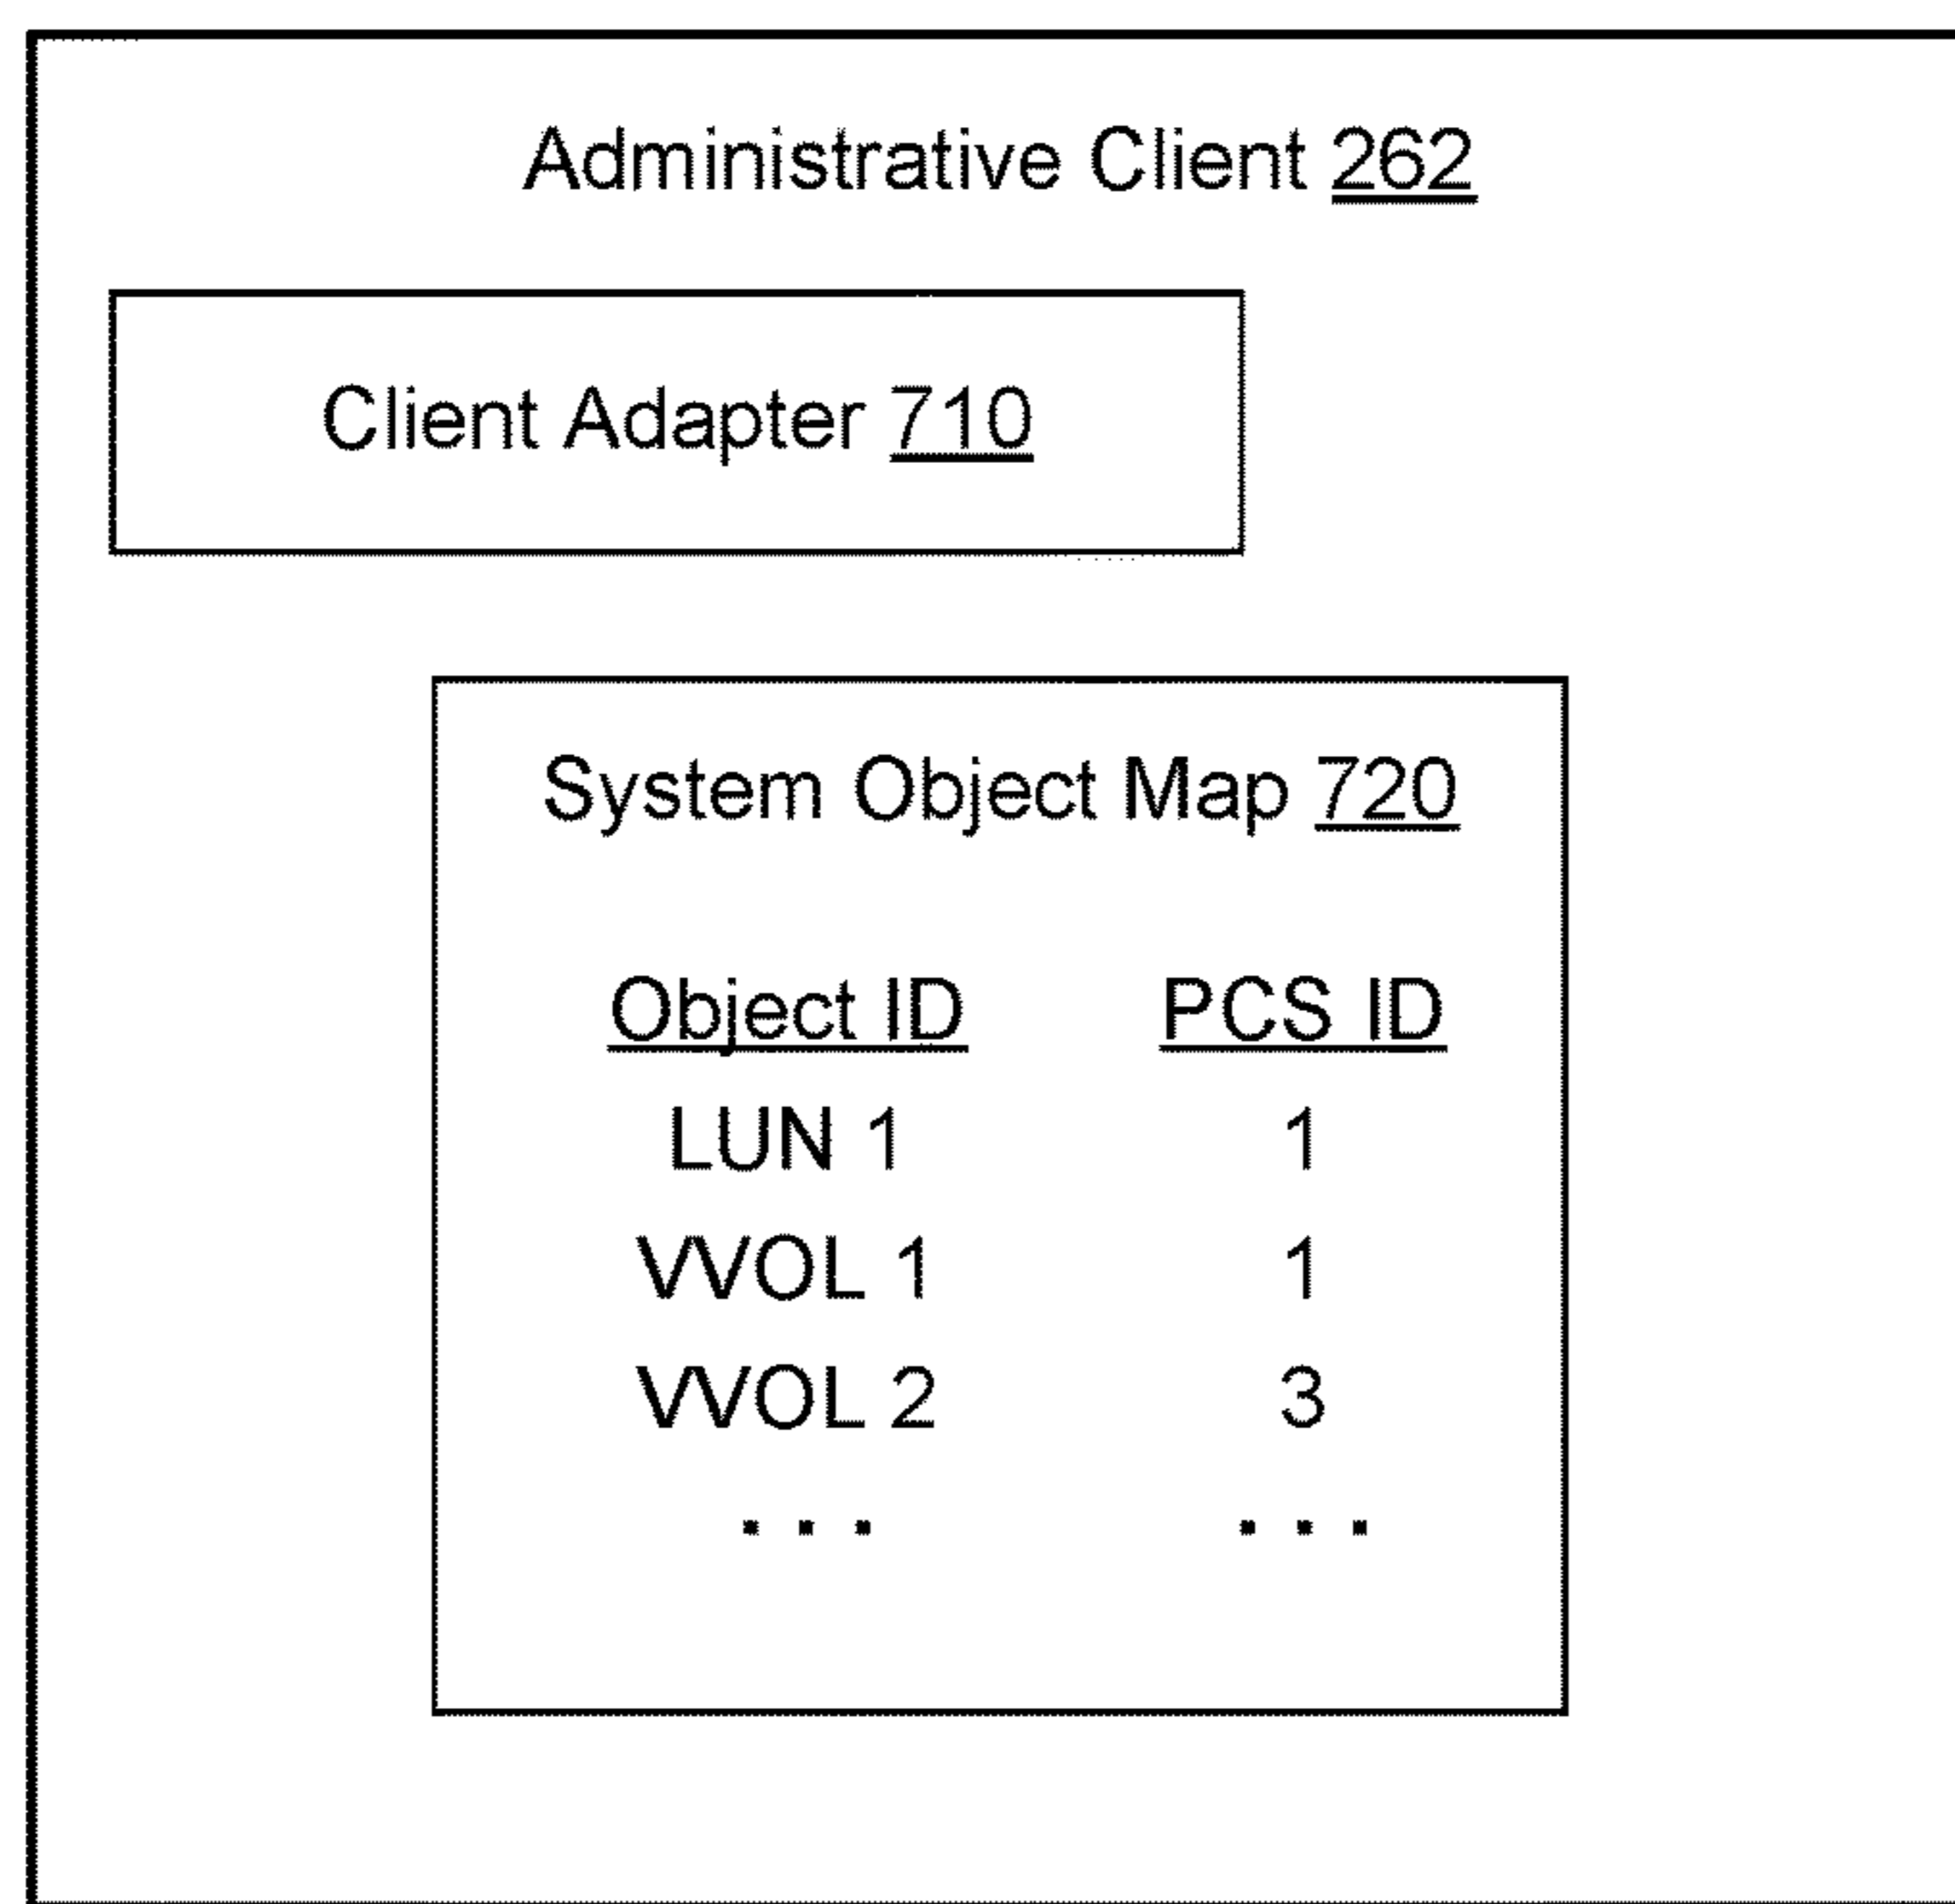 Administrative Client 262
Client Adapter 710
System Object Map 720
Object ID PCS ID
LUN 1 1
VVOL 1 1
VVOL 2 3
. . . . . .